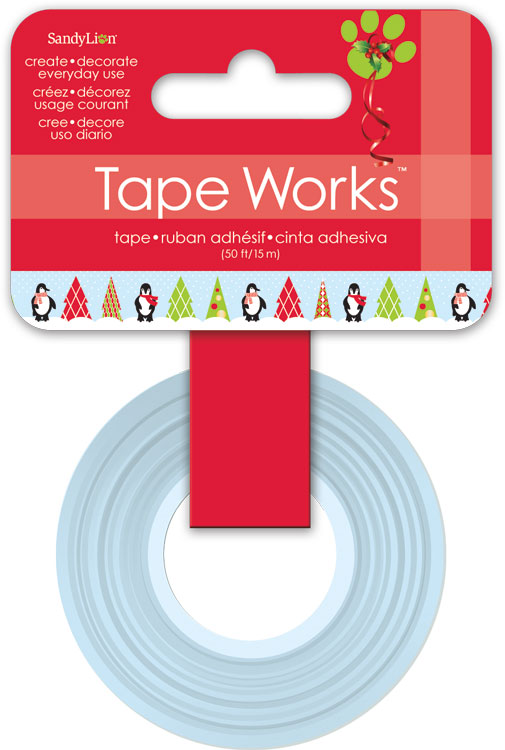 SandyLion®
create•decorate
everyday use
créez•décorez
usage courant
cree•decore
uso diario
Tape Works™
tape•ruban adhésif•cinta adhesiva
(50 ft/15 m)